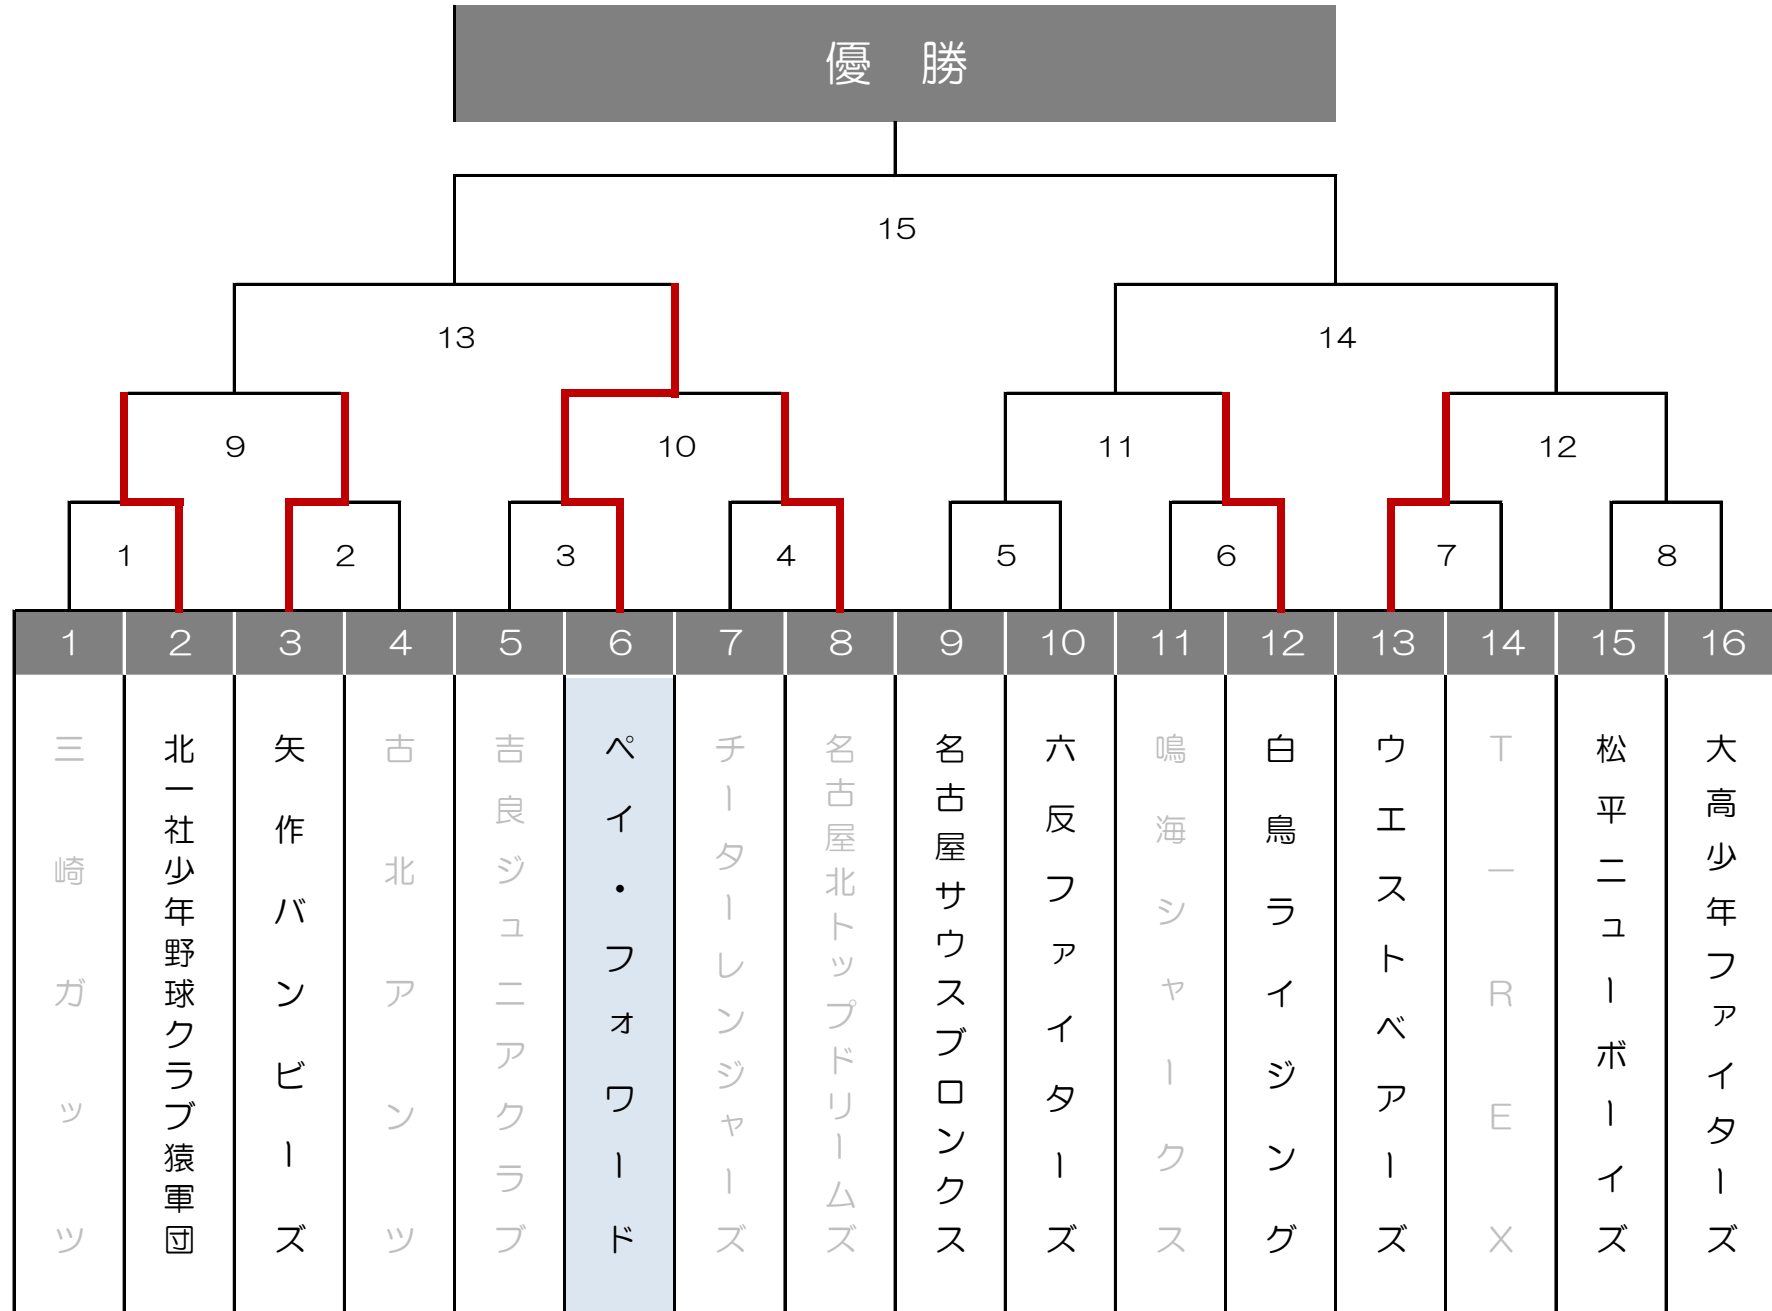 優　勝
15
13
14
9
10
11
12
1
2
3
4
5
6
7
8
1
2
3
4
5
6
7
8
9
10
11
12
13
14
15
16
三崎ガッツ
北一社少年野球クラブ猿軍団
矢作バンビーズ
古北アンツ
吉良ジュニアクラブ
ペイ・フォワード
チーターレンジャーズ
名古屋北トップドリームズ
名古屋サウスブロンクス
六反ファイターズ
鳴海シャークス
白鳥ライジング
ウエストベアーズ
T－REX
松平ニューボーイズ
大高少年ファイターズ